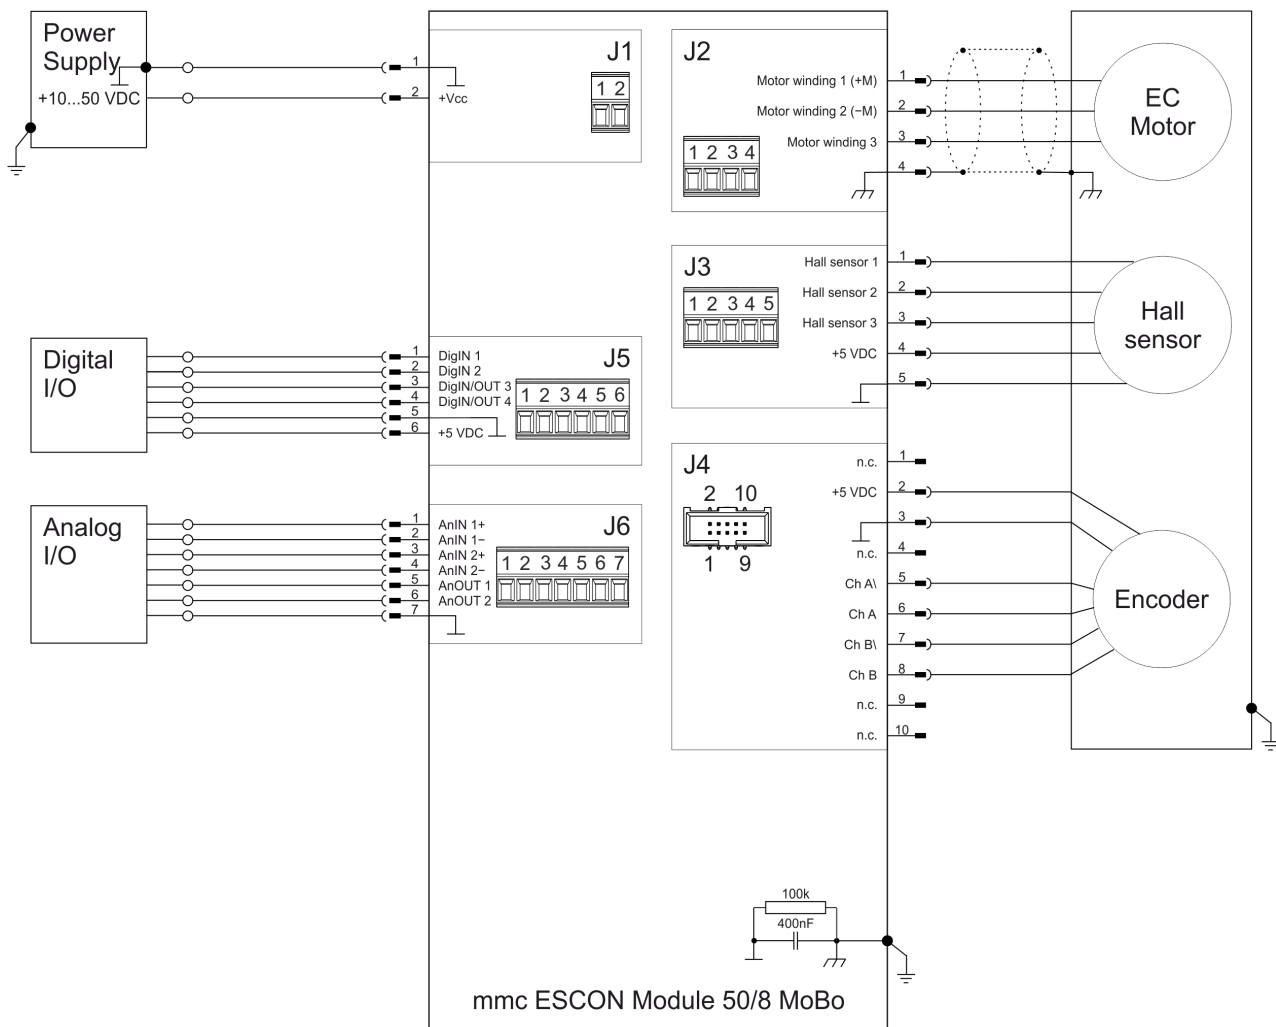 Power
Supply
+10...50 VDC
1
2
+Vcc
J1
1 2
J2
Motor winding 1 (+M)
1
Motor winding 2 (−M)
2
Motor winding 3
3
4
1 2 3 4
EC
Motor
J3
1 2 3 4 5
Hall sensor 1
1
Hall sensor 2
2
Hall sensor 3
3
+5 VDC
4
5
Hall
sensor
Digital
I/O
1
DigIN 1
2
DigIN 2
3
DigIN/OUT 3
4
DigIN/OUT 4
5
6
+5 VDC
J5
1 2 3 4 5 6
J4
2 10
1 9
n.c.
1
+5 VDC
2
3
n.c.
4
Ch A\
5
Ch A
6
Ch B\
7
Ch B
8
n.c.
9
n.c.
10
Encoder
Analog
I/O
1
AnIN 1+
2
AnIN 1−
3
AnIN 2+
4
AnIN 2−
5
AnOUT 1
6
AnOUT 2
7
J6
1 2 3 4 5 6 7
100k
400nF
mmc ESCON Module 50/8 MoBo